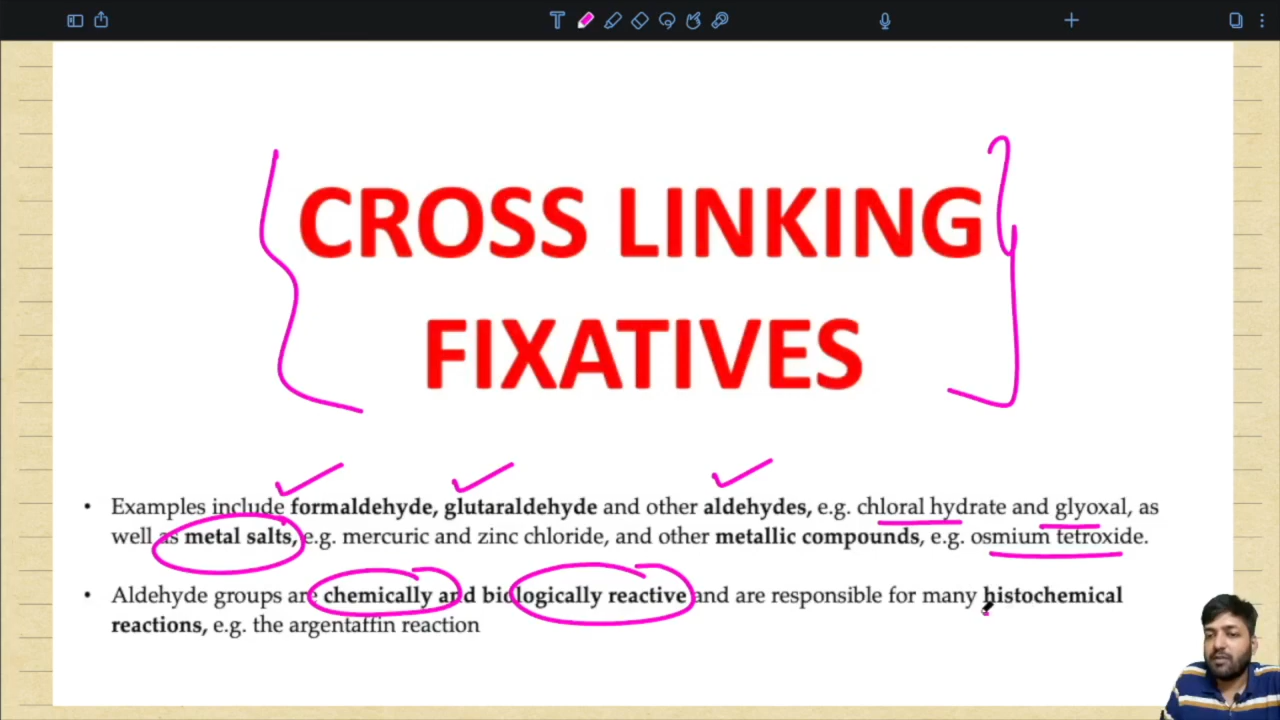 CROSS LINKING
FIXATIVES
• Examples include formaldehyde, glutaraldehyde and other aldehydes, e.g. chloral hydrate and glyoxal, as
well as metal salts, e.g. mercuric and zinc chloride, and other metallic compounds, e.g. osmium tetroxide.
• Aldehyde groups are chemically and biologically reactive and are responsible for many histochemical
reactions, e.g. the argentaffin reaction